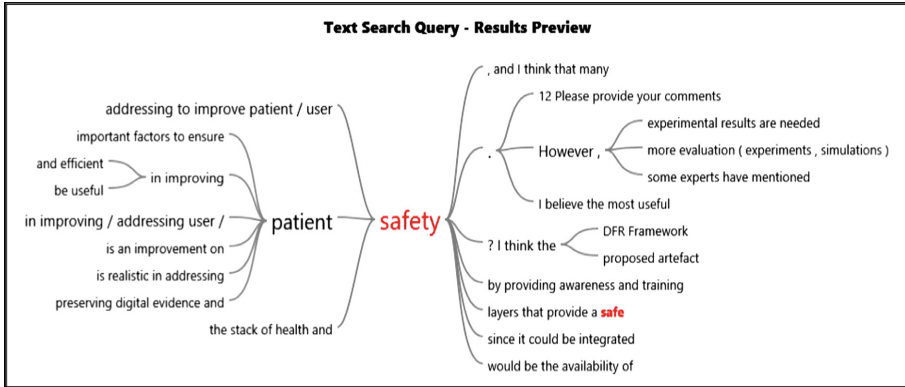 Text Search Query - Results Preview
addressing to improve patient / user
important factors to ensure
and efficient
be useful
in improving
in improving / addressing user /
is an improvement on
is realistic in addressing
preserving digital evidence and
patient
the stack of health and
safety
, and I think that many
.
12 Please provide your comments
However ,
experimental results are needed
more evaluation ( experiments , simulations )
some experts have mentioned
I believe the most useful
? I think the
DFR Framework
proposed artefact
by providing awareness and training
layers that provide a safe
since it could be integrated
would be the availability of